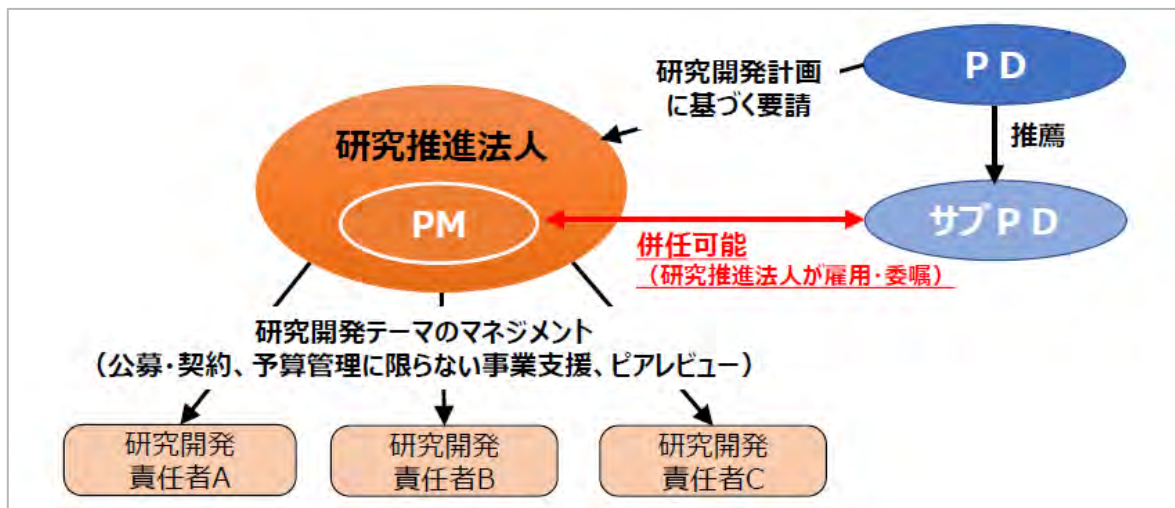 PD
研究開発計画
に基づく要請
推薦
研究推進法人
PM
サブPD
併任可能
（研究推進法人が雇用・委嘱）
研究開発テーマのマネジメント
（公募・契約、予算管理に限らない事業支援、ピアレビュー）
研究開発
責任者A
研究開発
責任者B
研究開発
責任者C